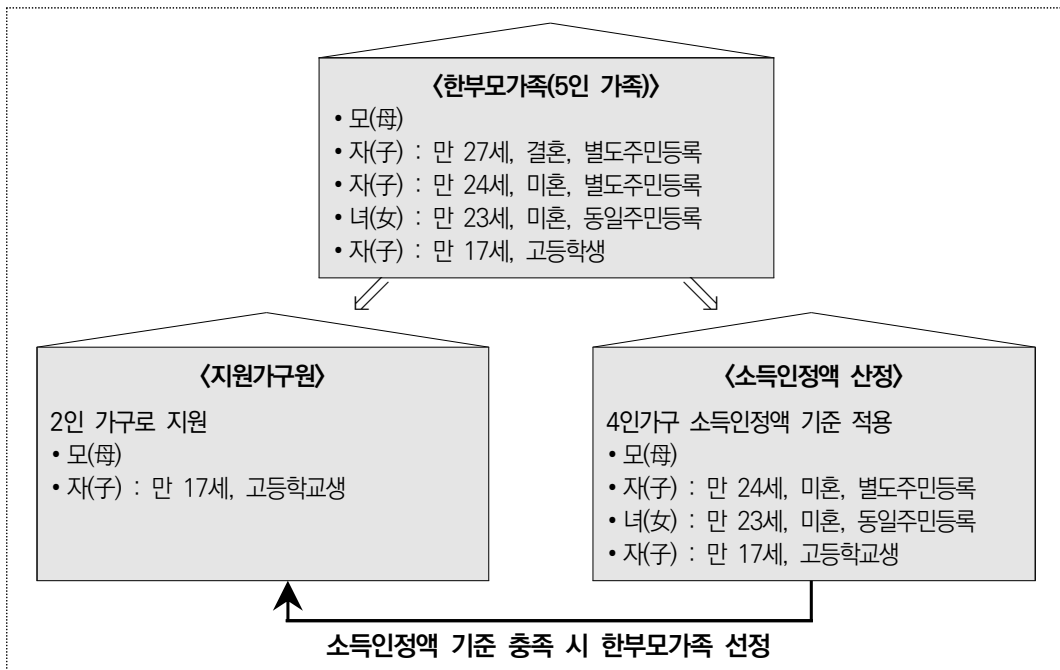 〈한부모가족(5인 가족)〉
• 모(母)
• 자(子) : 만 27세, 결혼, 별도주민등록
• 자(子) : 만 24세, 미혼, 별도주민등록
• 녀(女) : 만 23세, 미혼, 동일주민등록
• 자(子) : 만 17세, 고등학생
〈지원가구원〉
2인 가구로 지원
• 모(母)
• 자(子) : 만 17세, 고등학교생
〈소득인정액 산정〉
4인가구 소득인정액 기준 적용
• 모(母)
• 자(子) : 만 24세, 미혼, 별도주민등록
• 녀(女) : 만 23세, 미혼, 동일주민등록
• 자(子) : 만 17세, 고등학교생
소득인정액 기준 충족 시 한부모가족 선정